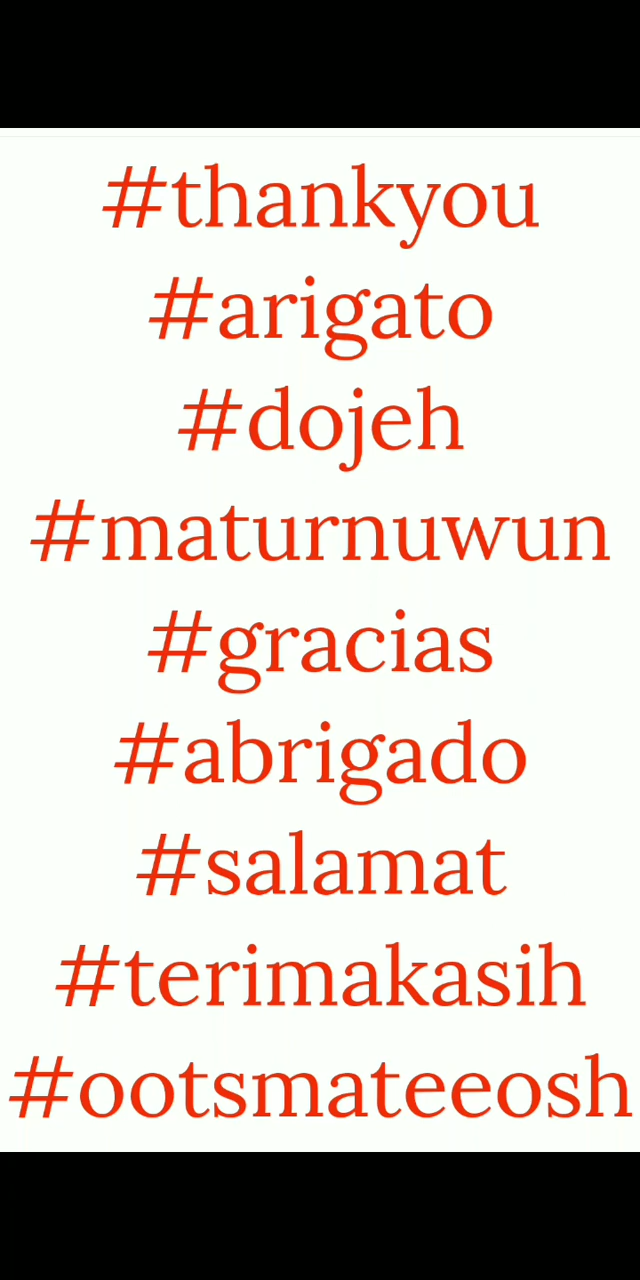 #thankyou
#arigato
#dojeh
#maturnuwun
#gracias
#abrigado
#salamat
#terimakasih
#ootsmateeosh